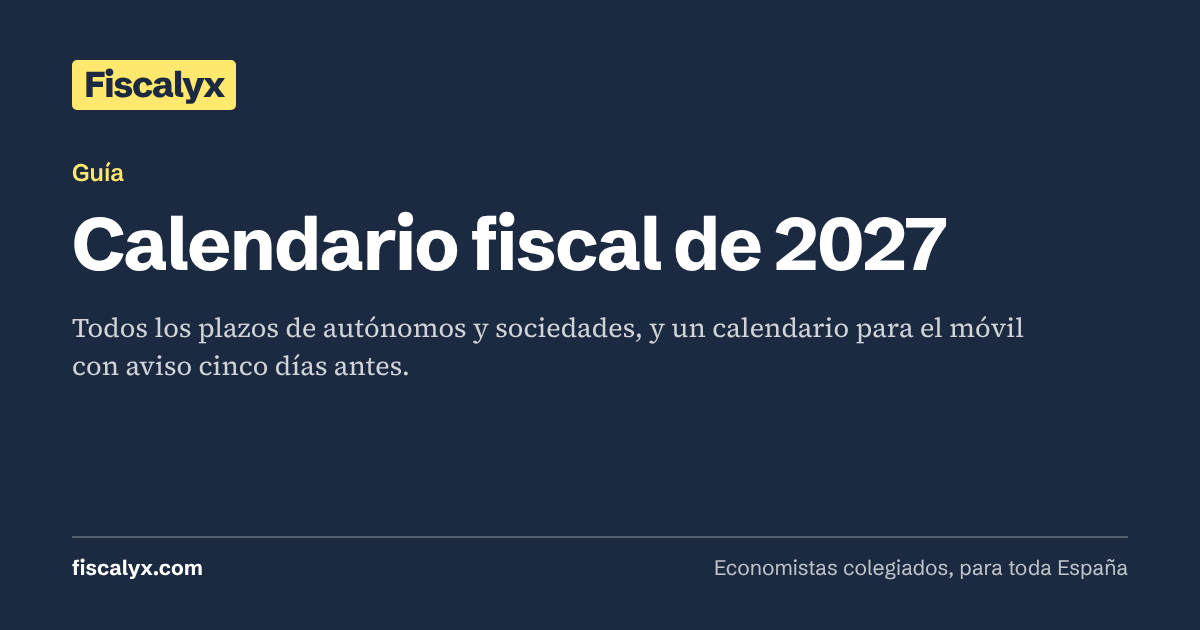 Fiscalyx
Guía
Calendario fiscal de 2027
Todos los plazos de autónomos y sociedades, y un calendario para el móvil
con aviso cinco días antes.
fiscalyx.com
Economistas colegiados, para toda España